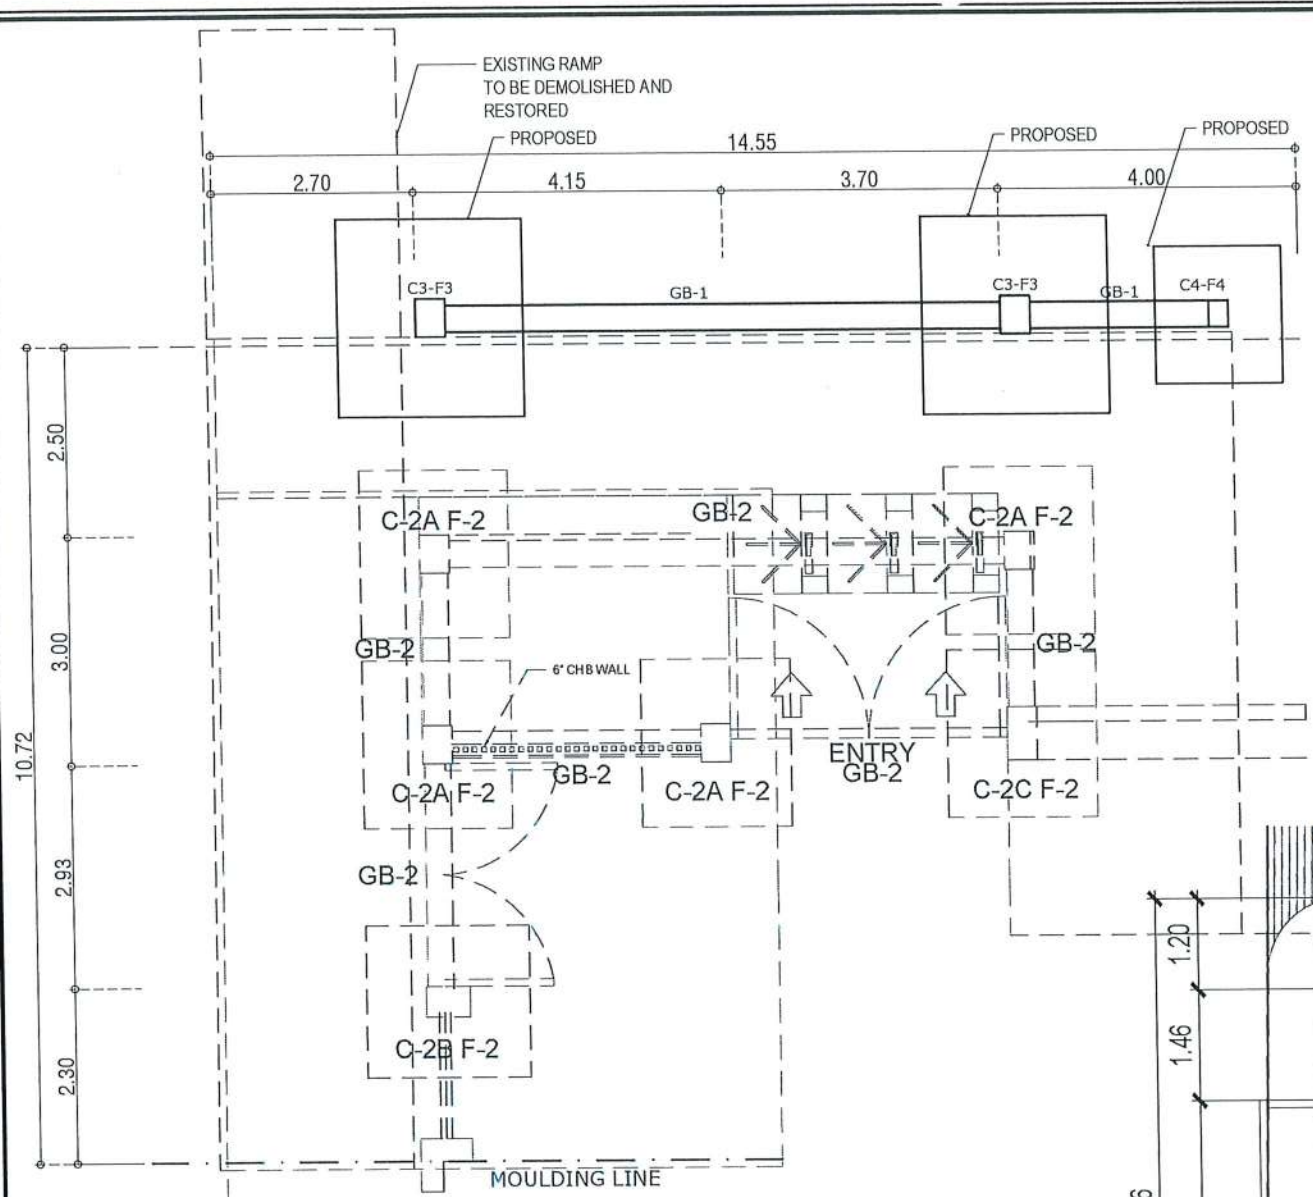 EXISTING RAMP
TO BE DEMOLISHED AND
RESTORED
PROPOSED
PROPOSED
PROPOSED
14.55
2.70
4.15
3.70
4.00
C3-F3
GB-1
C3-F3
GB-1
C4-F4
2.50
C-2A F-2
GB-2
C-2A F-2
3.00
GB-2
6" CHB WALL
GB-2
10.72
ENTRY
GB-2
GB-2
C-2A F-2
C-2A F-2
C-2C F-2
2.93
GB-2
1.20
1.46
C-2B F-2
2.30
MOULDING LINE